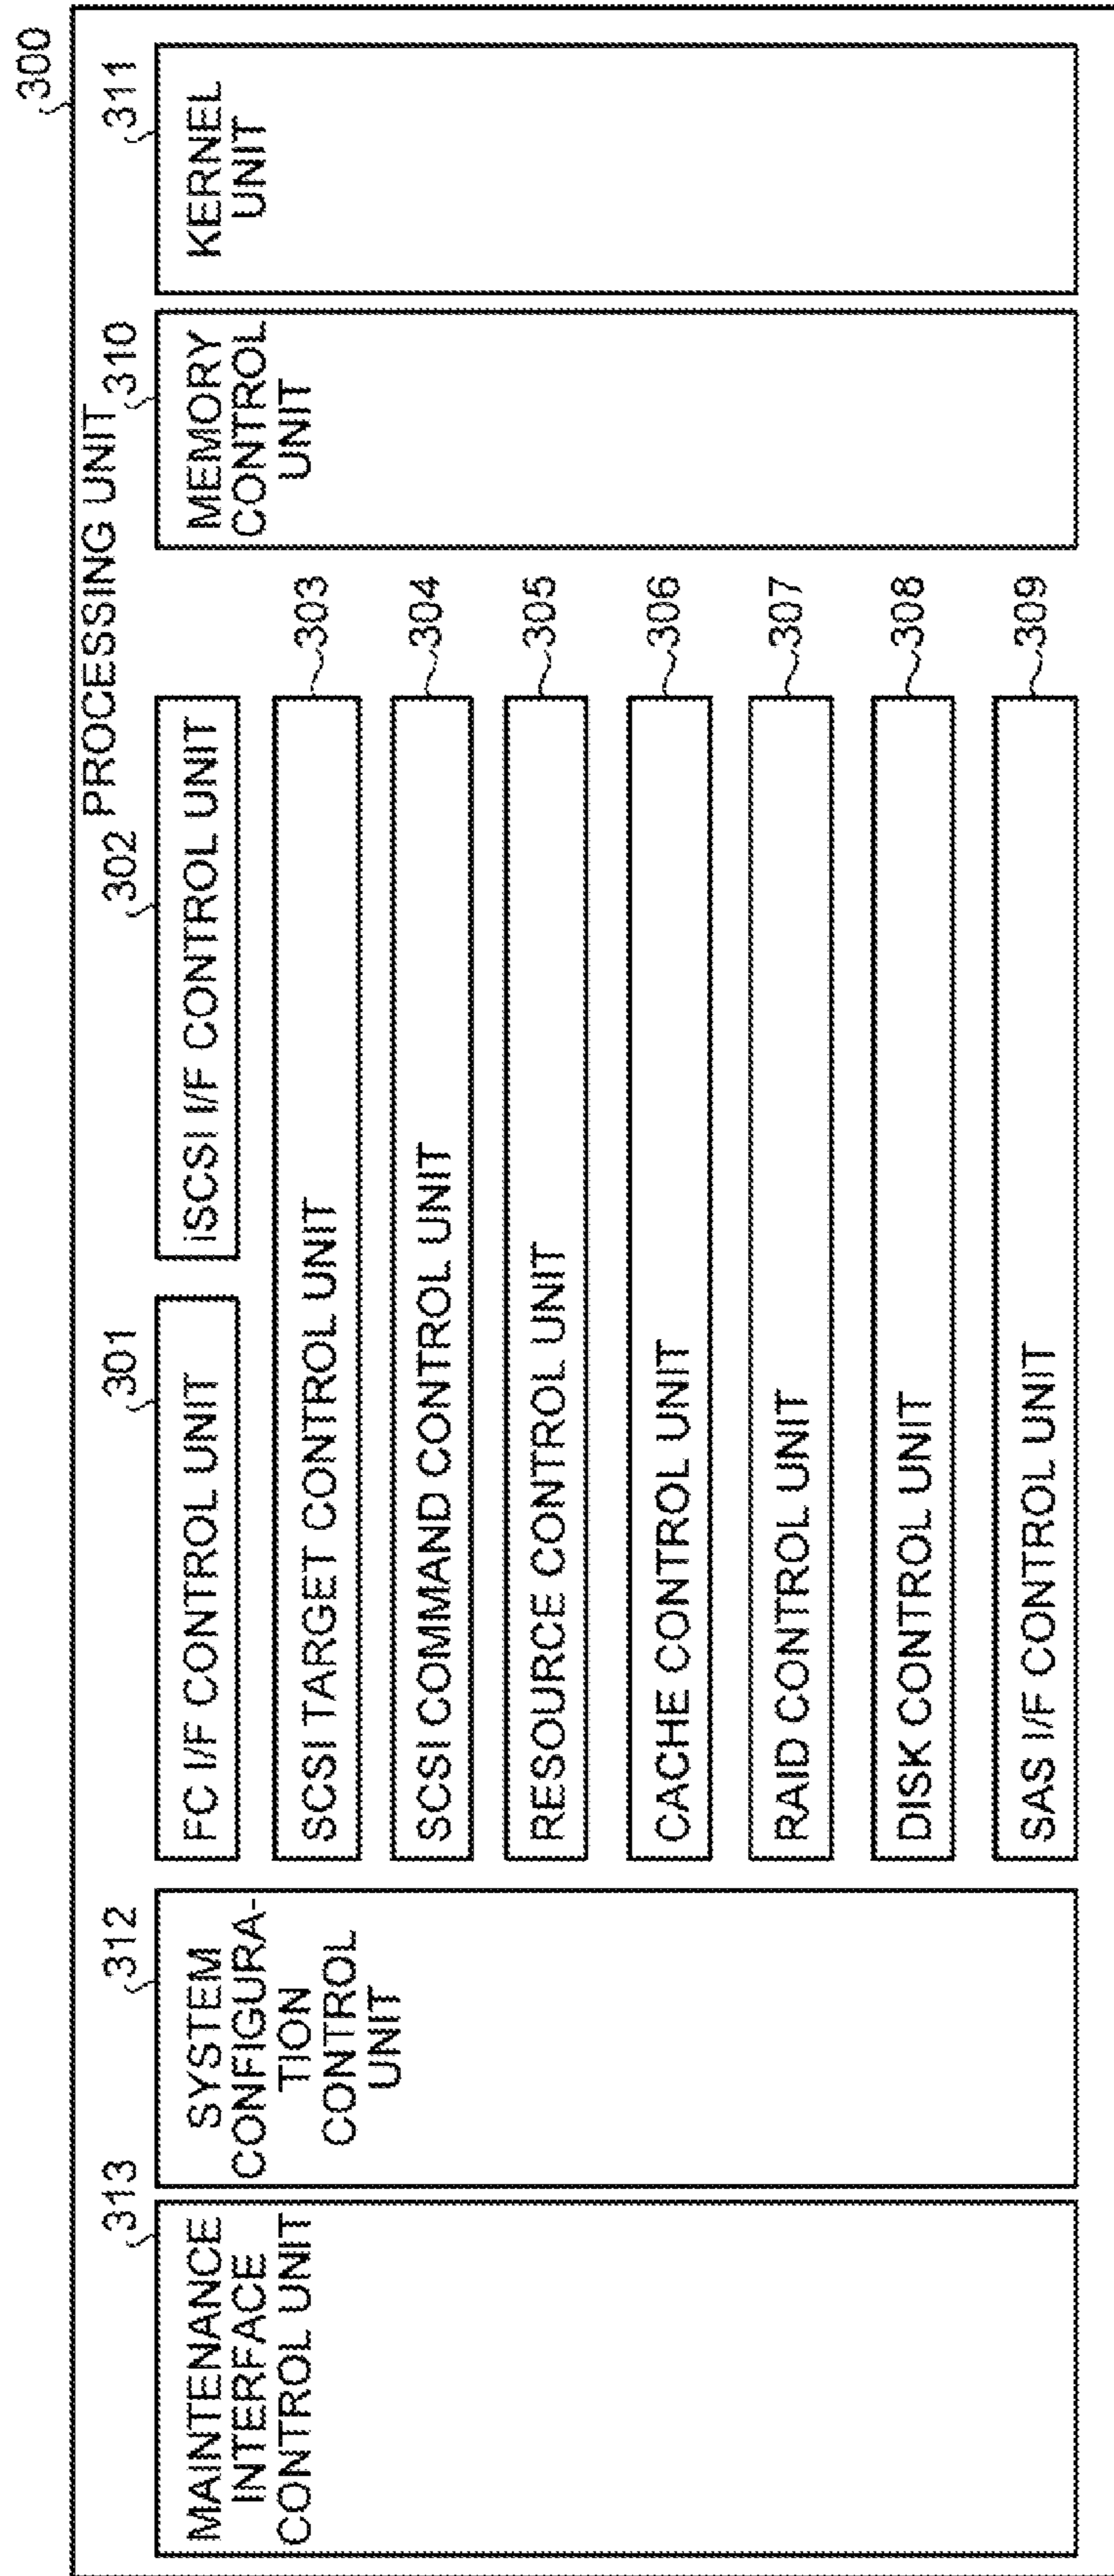 300
PROCESSING UNIT
313
MAINTENANCE
INTERFACE
CONTROL UNIT
312
SYSTEM
CONFIGURA-
TION
CONTROL
UNIT
301
FC I/F CONTROL UNIT
302
iSCSI I/F CONTROL UNIT
SCSI TARGET CONTROL UNIT
303
SCSI COMMAND CONTROL UNIT
304
RESOURCE CONTROL UNIT
305
CACHE CONTROL UNIT
306
RAID CONTROL UNIT
307
DISK CONTROL UNIT
308
SAS I/F CONTROL UNIT
309
310
MEMORY
CONTROL
UNIT
311
KERNEL
UNIT